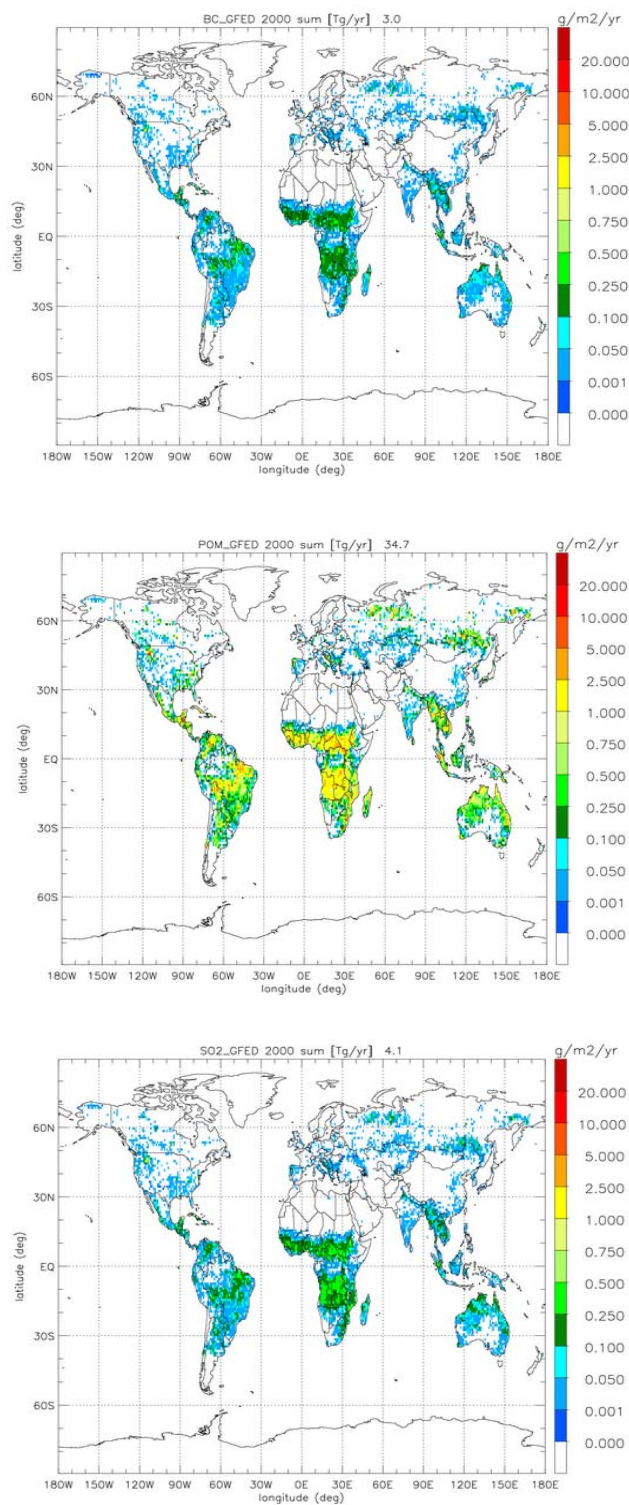 BC_GFED 2000 sum [Tg/yr] 3.0
g/m2/yr
20.000
10.000
5.000
2.500
1.000
0.750
0.500
0.250
0.100
0.050
0.001
0.000
60N
30N
EQ
30S
60S
latitude (deg)
180W 150W 120W 90W 60W 30W 0E 30E 60E 90E 120E 150E 180E
longitude (deg)
POM_GFED 2000 sum [Tg/yr] 34.7
g/m2/yr
20.000
10.000
5.000
2.500
1.000
0.750
0.500
0.250
0.100
0.050
0.001
0.000
60N
30N
EQ
30S
60S
latitude (deg)
180W 150W 120W 90W 60W 30W 0E 30E 60E 90E 120E 150E 180E
longitude (deg)
SO2_GFED 2000 sum [Tg/yr] 4.1
g/m2/yr
20.000
10.000
5.000
2.500
1.000
0.750
0.500
0.250
0.100
0.050
0.001
0.000
60N
30N
EQ
30S
60S
latitude (deg)
180W 150W 120W 90W 60W 30W 0E 30E 60E 90E 120E 150E 180E
longitude (deg)